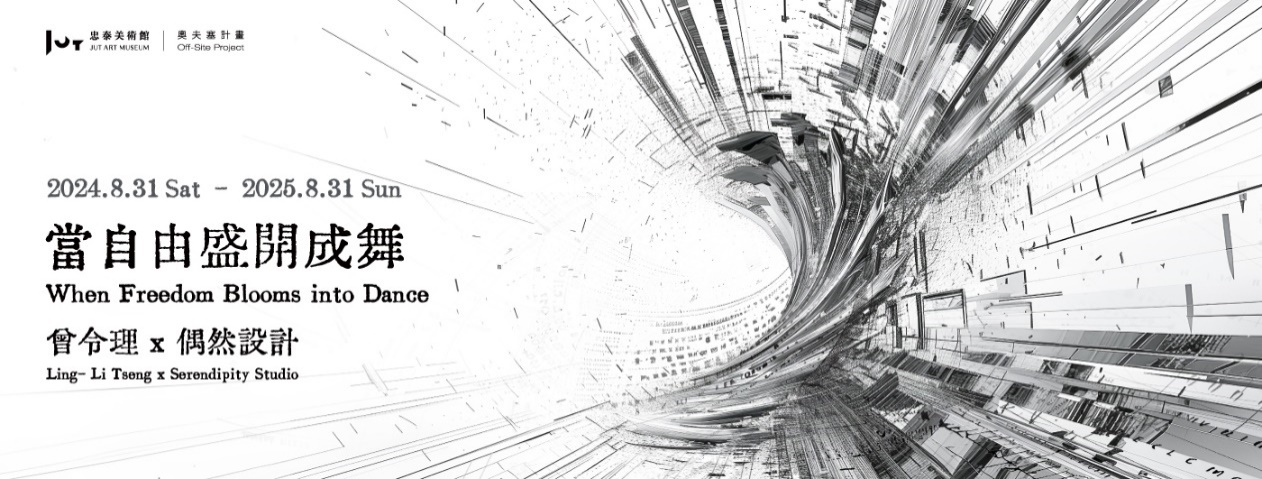 JUT 忠泰美術館 JUT ART MUSEUM
奧夫塞計畫 Off-Site Project
2024.8.31 Sat - 2025.8.31 Sun
當自由盛開成舞
When Freedom Blooms into Dance
曾令理 x 偶然設計
Ling-Li Tseng x Serendipity Studio